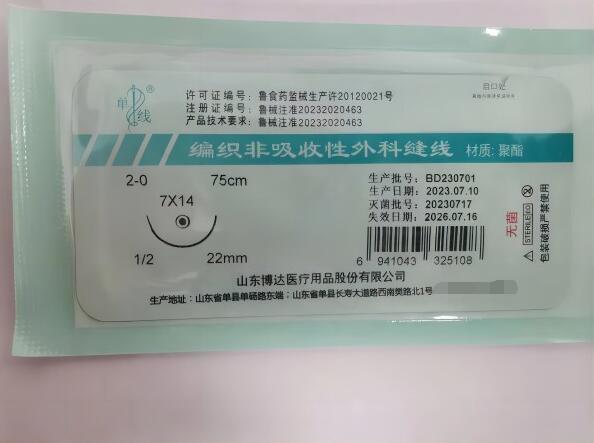 单线®
许可证编号：鲁食药监械生产许20120021号
注册证编号：鲁械注准20232020463
产品技术要求：鲁械注准20232020463
启口处
编织非吸收性外科缝线 材质：聚酯
2-0 75cm
7X14
1/2 22mm
生产批号：BD230701
生产日期：2023.07.10
灭菌批号：20230717
失效日期：2026.07.16
6 941043 325108
无菌
STERILE EO
包装破损严禁使用
山东博达医疗用品股份有限公司
生产地址：山东省单县单砀路东端；山东省单县长寿大道路西南樊路北1号